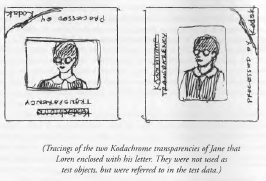 PROCESSED BY
Kodak
TRANSPARENCY
Kodachrome
Kodachrome
TRANSPARENCY
PROCESSED BY Kodak
(Tracings of the two Kodachrome transparencies of Jane that
Loren enclosed with his letter. They were not used as
test objects, but were referred to in the test data.)